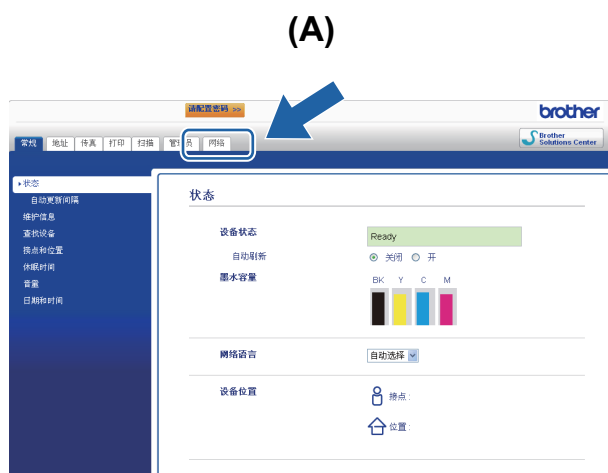 (A)
请配置密码 >>
brother
常规 地址 传真 打印 扫描 管理员 网络
Brother
Solutions Center
状态
自动更新间隔
维护信息
查找设备
接点和位置
休眠时间
音量
日期和时间
状态
设备状态 Ready
自动刷新 关闭 开
墨水容量 BK Y C M
网络语言 自动选择
设备位置 接点:
位置: